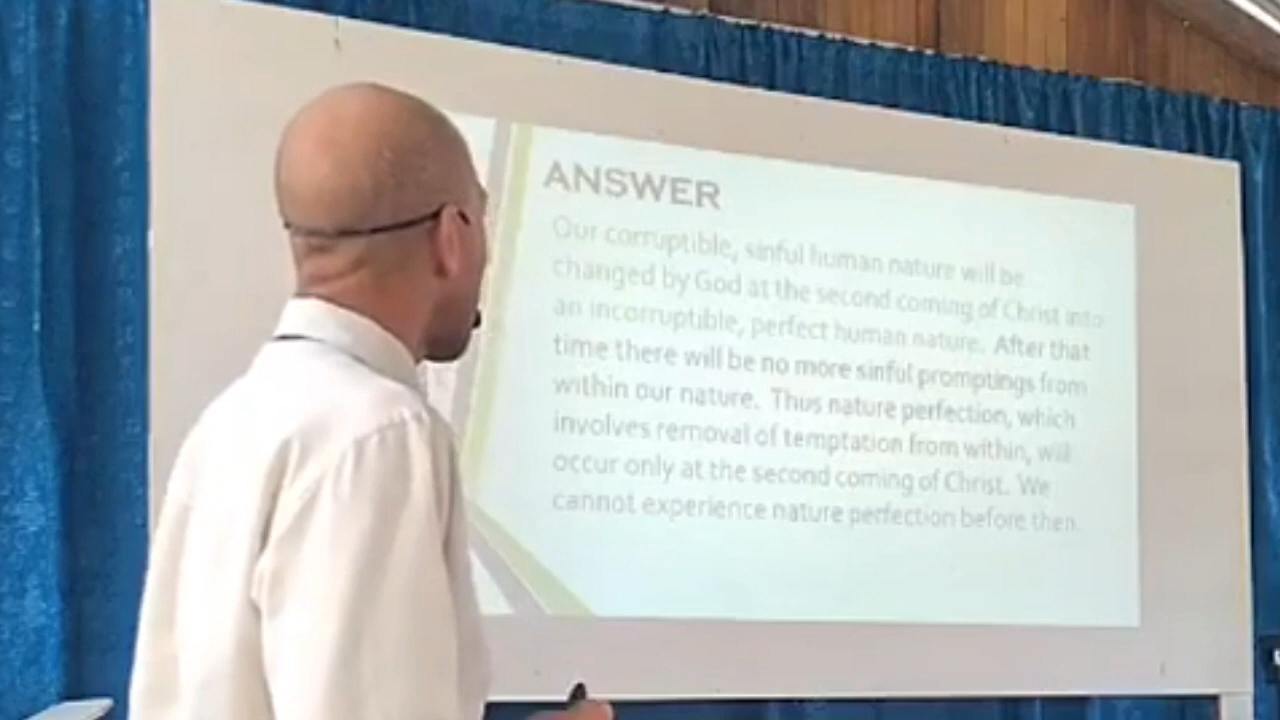 ANSWER
Our corruptible, sinful human nature will be
changed by God at the second coming of Christ into
an incorruptible, perfect human nature. After that
time there will be no more sinful promptings from
within our nature. Thus nature perfection, which
involves removal of temptation from within, will
occur only at the second coming of Christ. We
cannot experience nature perfection before then.